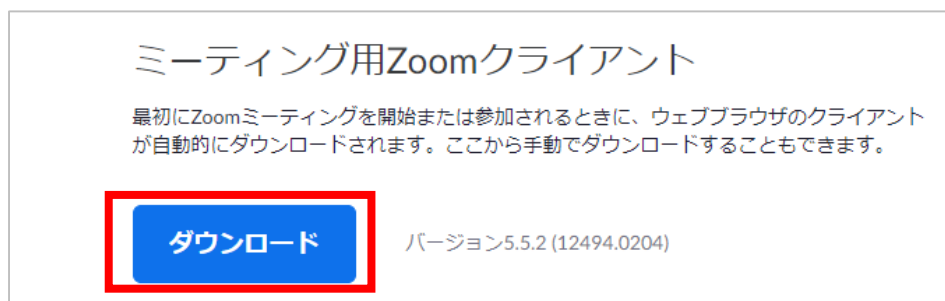 ミーティング用Zoomクライアント
最初にZoomミーティングを開始または参加されるときに、ウェブブラウザのクライアント
が自動的にダウンロードされます。ここから手動でダウンロードすることもできます。
ダウンロード
バージョン5.5.2 (12494.0204)